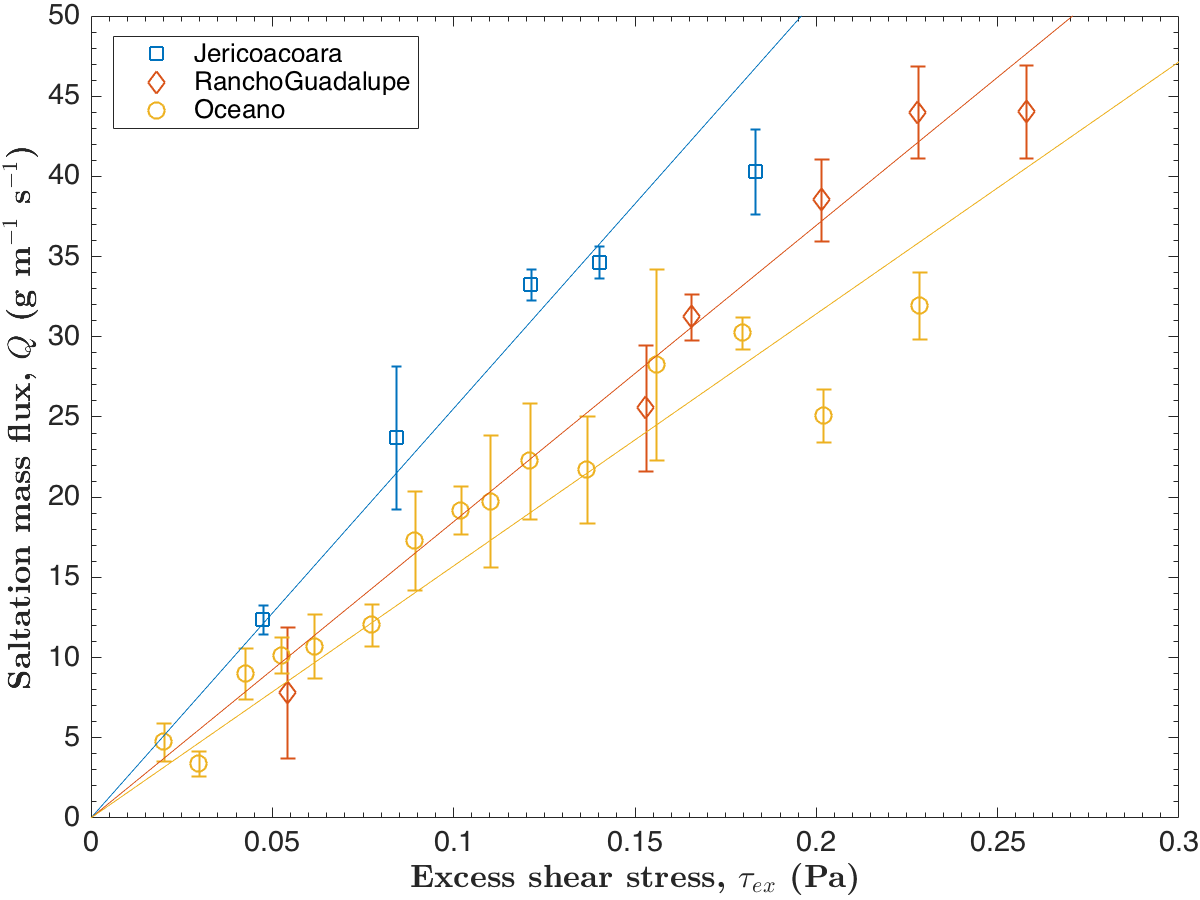 50
45
40
35
30
25
20
15
10
5
0
Saltation mass flux, Q (g m⁻¹ s⁻¹)
Jericoacoara
RanchoGuadalupe
Oceano
0 0.05 0.1 0.15 0.2 0.25 0.3
Excess shear stress, τₑₓ (Pa)